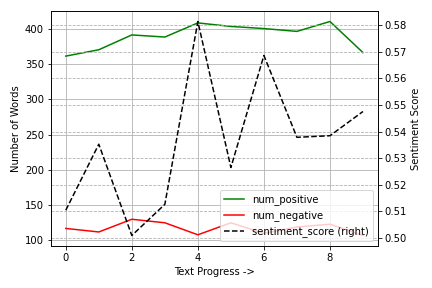 400
350
300
250
200
150
100
Number of Words
0.58
0.57
0.56
0.55
0.54
0.53
0.52
0.51
0.50
Sentiment Score
num_positive
num_negative
sentiment_score (right)
0 2 4 6 8
Text Progress ->